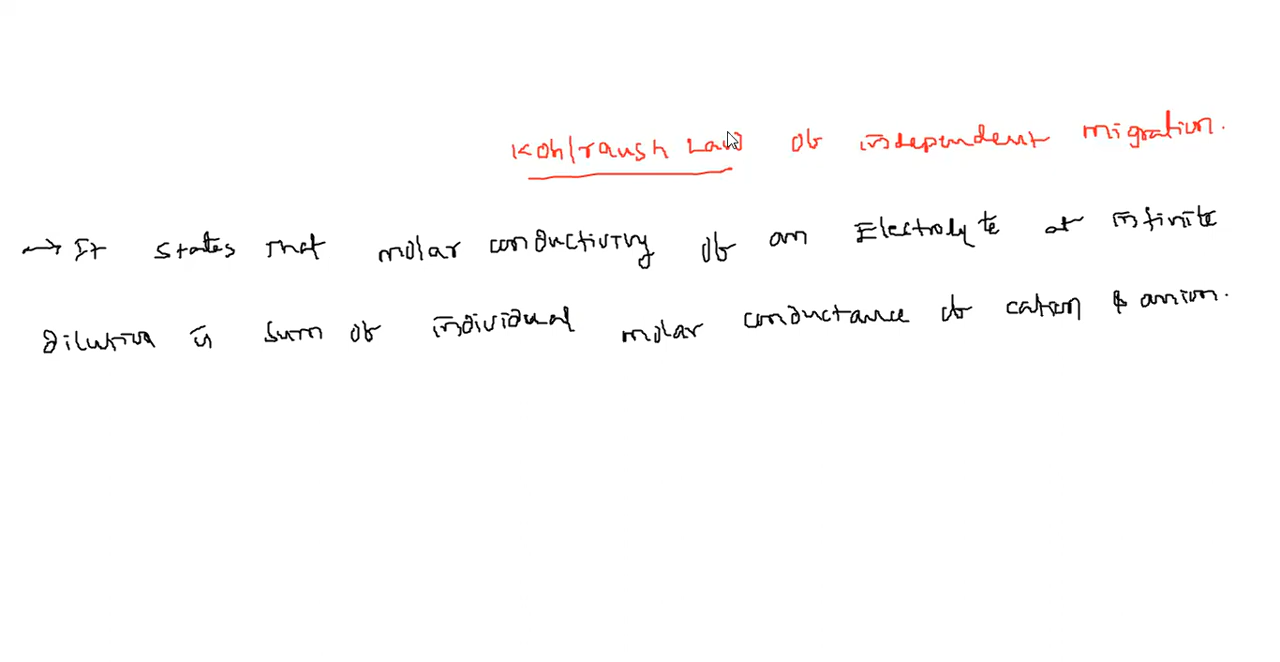 Kohlraush Law of independent migration.
→ It states that molar conductivity of an Electrolyte at infinite
dilution is sum of individual molar conductance of cation & anion.